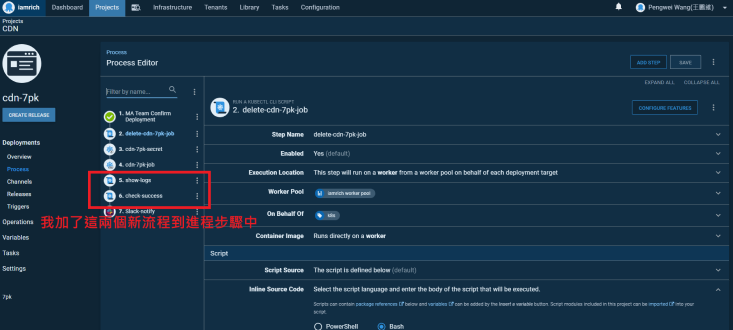 iamrich Dashboard Projects Infrastructure Tenants Library Tasks Configuration Pengwei Wang(王鵬維)
Projects
CDN
cdn-7pk
CREATE RELEASE
Deployments
Overview
Process
Channels
Releases
Triggers
Operations
Variables
Tasks
Settings
7pk
Process
Process Editor
ADD STEP SAVE
EXPAND ALL COLLAPSE ALL
Filter by name...
1. MA Team Confirm
Deployment
2. delete-cdn-7pk-job
3. cdn-7pk-secret
4. cdn-7pk-job
5. show-logs
6. check-success
7. Slack-notify
我加了這兩個新流程到進程步驟中
RUN A KUBECTL CLI SCRIPT
2. delete-cdn-7pk-job
CONFIGURE FEATURES
Step Name delete-cdn-7pk-job
Enabled Yes (default)
Execution Location This step will run on a worker from a worker pool on behalf of each deployment target
Worker Pool iamrich worker pool
On Behalf Of k8s
Container Image Runs directly on a worker
Script
Script Source The script is defined below (default)
Inline Source Code Select the script language and enter the body of the script that will be executed.
Scripts can contain package references below and variables can be added by the Insert a variable button. Script modules included in this project can be imported into your
script.
PowerShell Bash